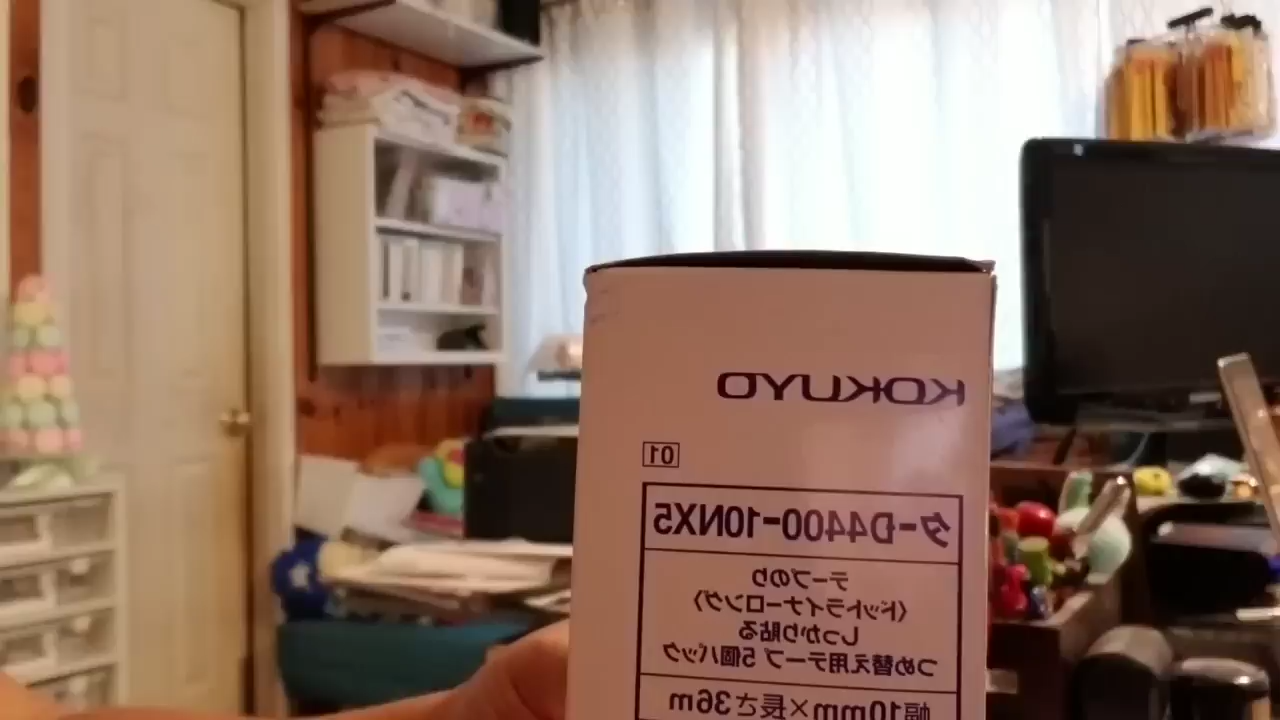 KOKUYO
01
タ-D4400-10NX5
テープのり
〈ドットライナーロング〉
しっかり貼る
つめ替え用テープ5個パック
幅10mm×長さ36m